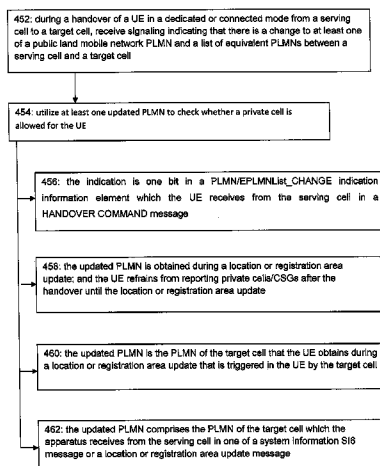 452: during a handover of a UE in a dedicated or connected mode from a serving
cell to a target cell, receive signaling indicating that there is a change to at least one
of a public land mobile network PLMN and a list of equivalent PLMNs between a
serving cell and a target cell
454: utilize at least one updated PLMN to check whether a private cell is
allowed for the UE
456: the indication is one bit in a PLMN/EPLMNList_CHANGE indication
information element which the UE receives from the serving cell in a
HANDOVER COMMAND message
458: the updated PLMN is obtained during a location or registration area
update; and the UE refrains from reporting private cells/CSGs after the
handover until the location or registration area update
460: the updated PLMN is the PLMN of the target cell that the UE obtains during
a location or registration area update that is triggered in the UE by the target cell
462: the updated PLMN comprises the PLMN of the target cell which the
apparatus receives from the serving cell in one of a system information SI6
message or a location or registration area update message